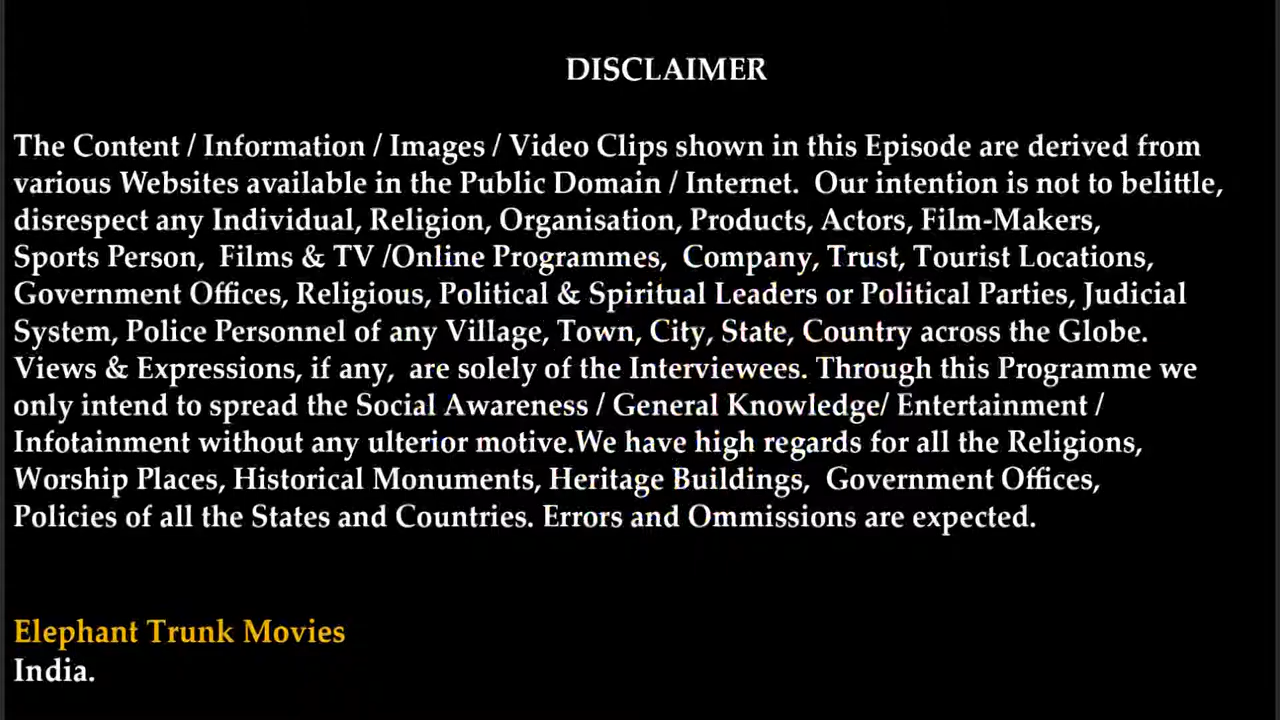 DISCLAIMER
The Content / Information / Images / Video Clips shown in this Episode are derived from
various Websites available in the Public Domain / Internet.  Our intention is not to belittle,
disrespect any Individual, Religion, Organisation, Products, Actors, Film-Makers,
Sports Person,  Films & TV /Online Programmes,  Company, Trust, Tourist Locations,
Government Offices, Religious, Political & Spiritual Leaders or Political Parties, Judicial
System, Police Personnel of any Village, Town, City, State, Country across the Globe.
Views & Expressions, if any,  are solely of the Interviewees. Through this Programme we
only intend to spread the Social Awareness / General Knowledge/ Entertainment /
Infotainment without any ulterior motive.We have high regards for all the Religions,
Worship Places, Historical Monuments, Heritage Buildings,  Government Offices,
Policies of all the States and Countries. Errors and Ommissions are expected.
Elephant Trunk Movies
India.